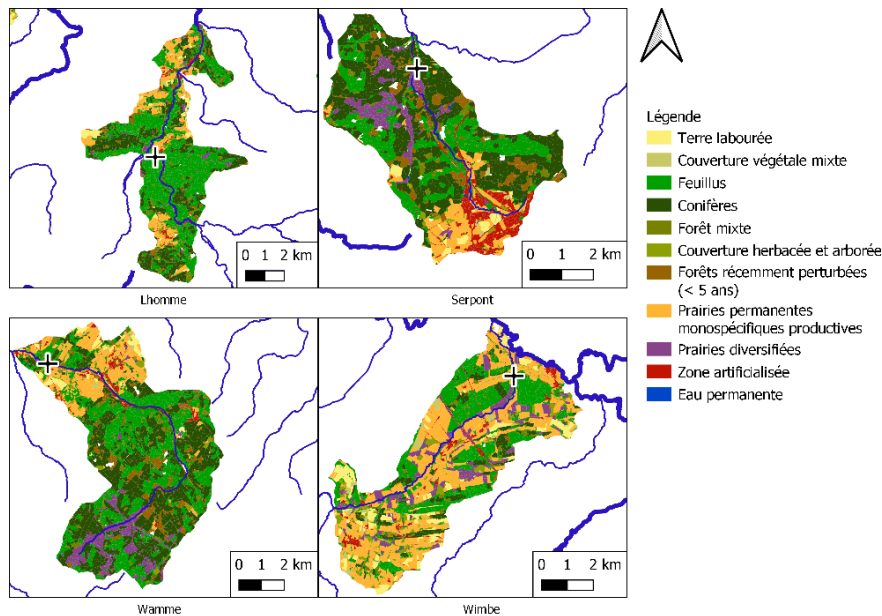 0 1 2 km
Lhomme
0 1 2 km
Serpont
0 1 2 km
Wamme
0 1 2 km
Wimbe
Légende
Terre labourée
Couverture végétale mixte
Feuillus
Conifères
Forêt mixte
Couverture herbacée et arborée
Forêts récemment perturbées
(< 5 ans)
Prairies permanentes
monospécifiques productives
Prairies diversifiées
Zone artificialisée
Eau permanente